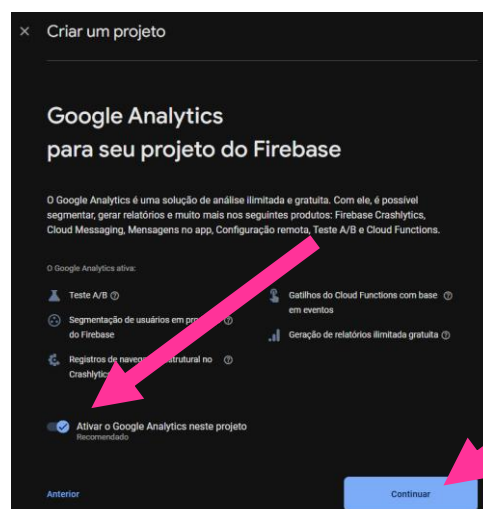 Criar um projeto
Google Analytics
para seu projeto do Firebase
O Google Analytics é uma solução de análise ilimitada e gratuita. Com ele, é possível
segmentar, gerar relatórios e muito mais nos seguintes produtos: Firebase Crashlytics,
Cloud Messaging, Mensagens no app, Configuração remota, Teste A/B e Cloud Functions.
O Google Analytics ativa:
Teste A/B
Segmentação de usuários em
do Firebase
Registros de
estrutural no
Crashlytics
Gatilhos do Cloud Functions com base
em eventos
Geração de relatórios ilimitada gratuita
Ativar o Google Analytics neste projeto
Recomendado
Anterior
Continuar